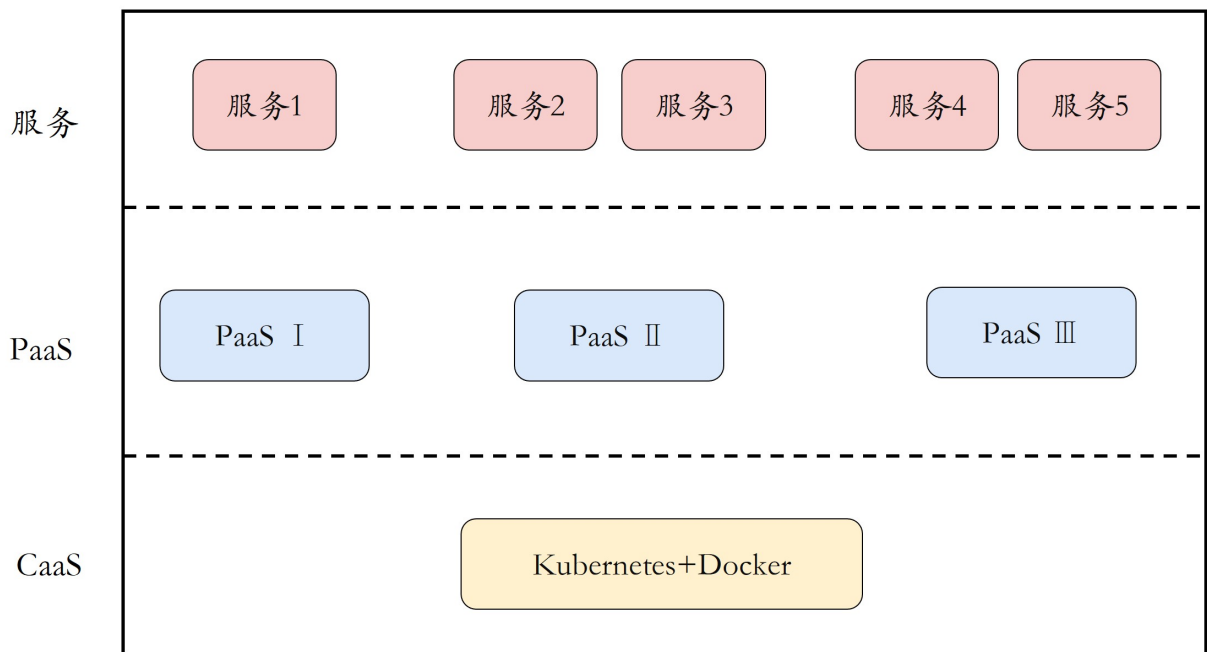 服务
服务1
服务2
服务3
服务4
服务5
PaaS
PaaS Ⅰ
PaaS Ⅱ
PaaS Ⅲ
CaaS
Kubernetes+Docker